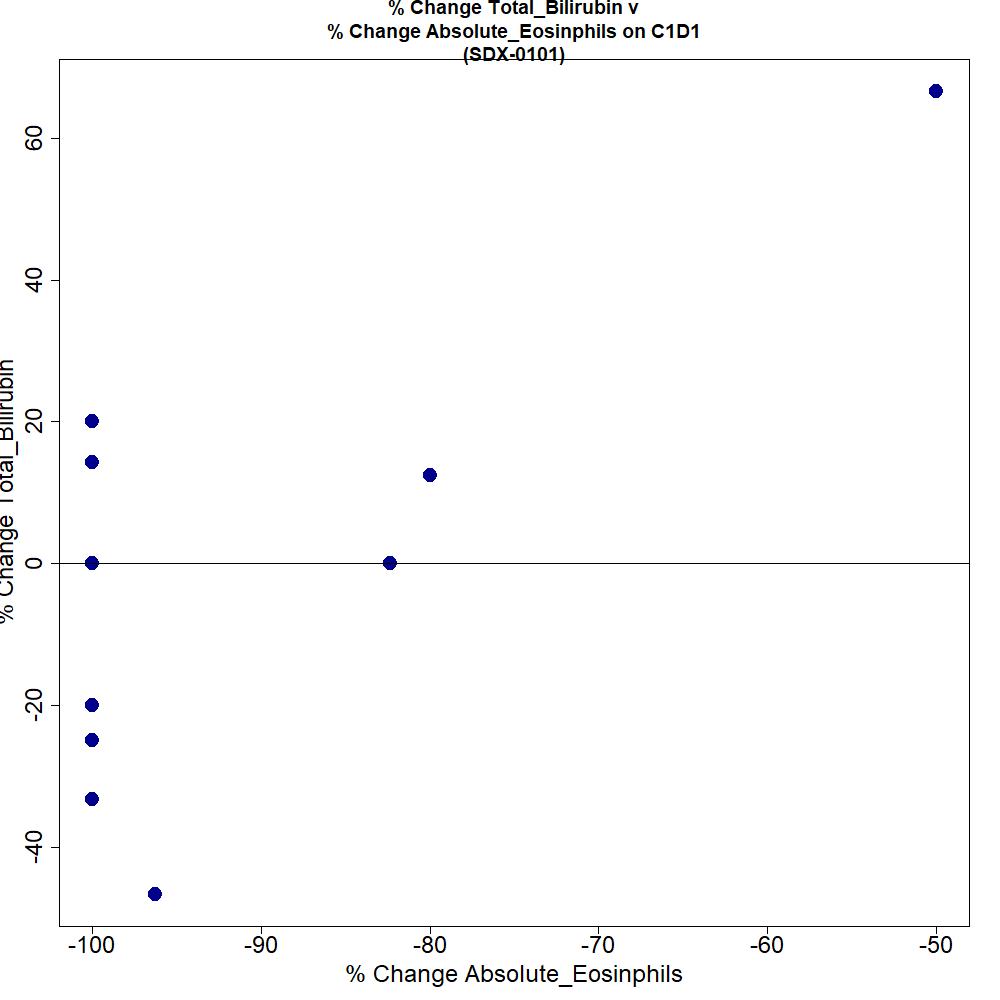 % Change Total_Bilirubin v
% Change Absolute_Eosinphils on C1D1
(SDX-0101)
60
40
20
0
-20
-40
% Change Total_Bilirubin
-100
-90
-80
-70
-60
-50
% Change Absolute_Eosinphils